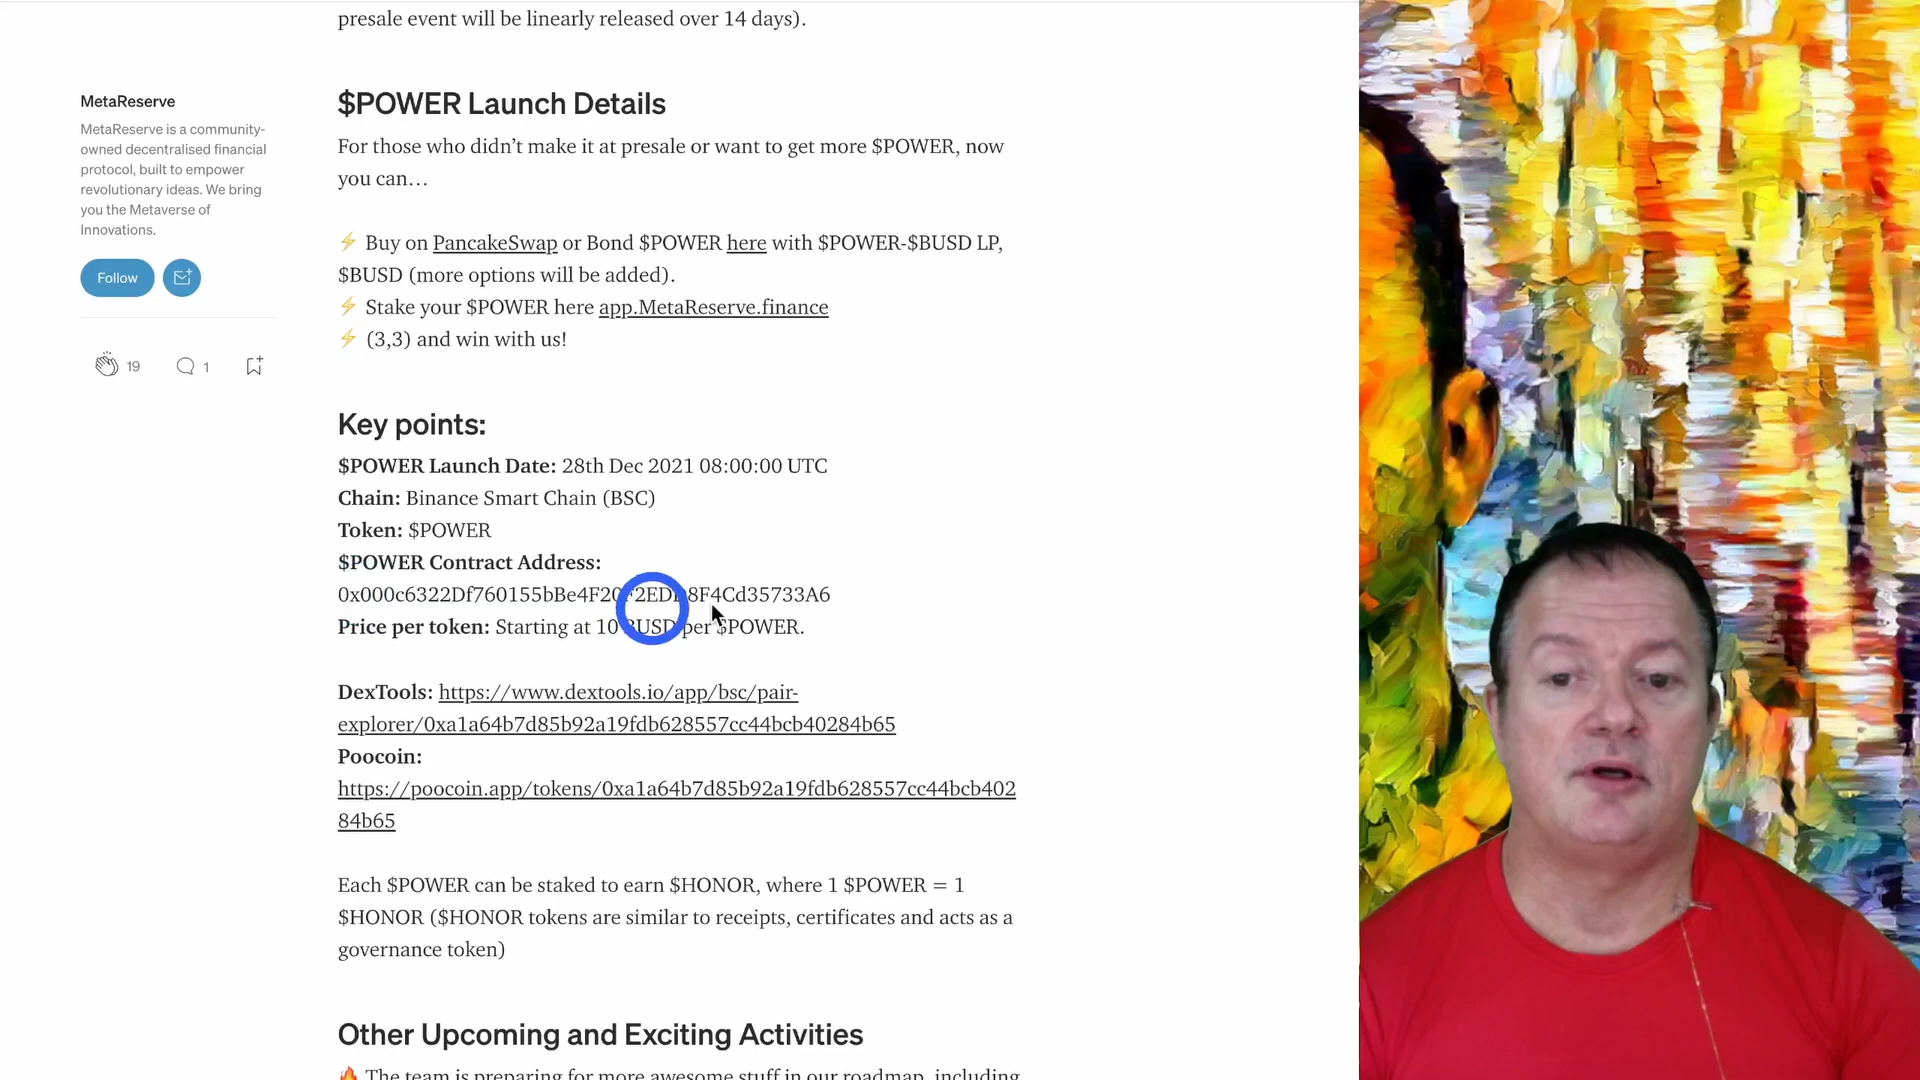 presale event will be linearly released over 14 days).
MetaReserve
MetaReserve is a community-
owned decentralised financial
protocol, built to empower
revolutionary ideas. We bring
you the Metaverse of
Innovations.
Follow
19
1
$POWER Launch Details
For those who didn’t make it at presale or want to get more $POWER, now
you can…
⚡ Buy on PancakeSwap or Bond $POWER here with $POWER-$BUSD LP,
$BUSD (more options will be added).
⚡ Stake your $POWER here app.MetaReserve.finance
⚡ (3,3) and win with us!
Key points:
$POWER Launch Date: 28th Dec 2021 08:00:00 UTC
Chain: Binance Smart Chain (BSC)
Token: $POWER
$POWER Contract Address:
Price per token: Starting at 10 BUSD per $POWER.
DexTools: https://www.dextools.io/app/bsc/pair-
explorer/0xa1a64b7d85b92a19fdb628557cc44bcb40284b65
Poocoin:
https://poocoin.app/tokens/0xa1a64b7d85b92a19fdb628557cc44bcb402
84b65
Each $POWER can be staked to earn $HONOR, where 1 $POWER = 1
$HONOR ($HONOR tokens are similar to receipts, certificates and acts as a
governance token)
Other Upcoming and Exciting Activities
🔥 The team is preparing for more awesome stuff in our roadmap, including